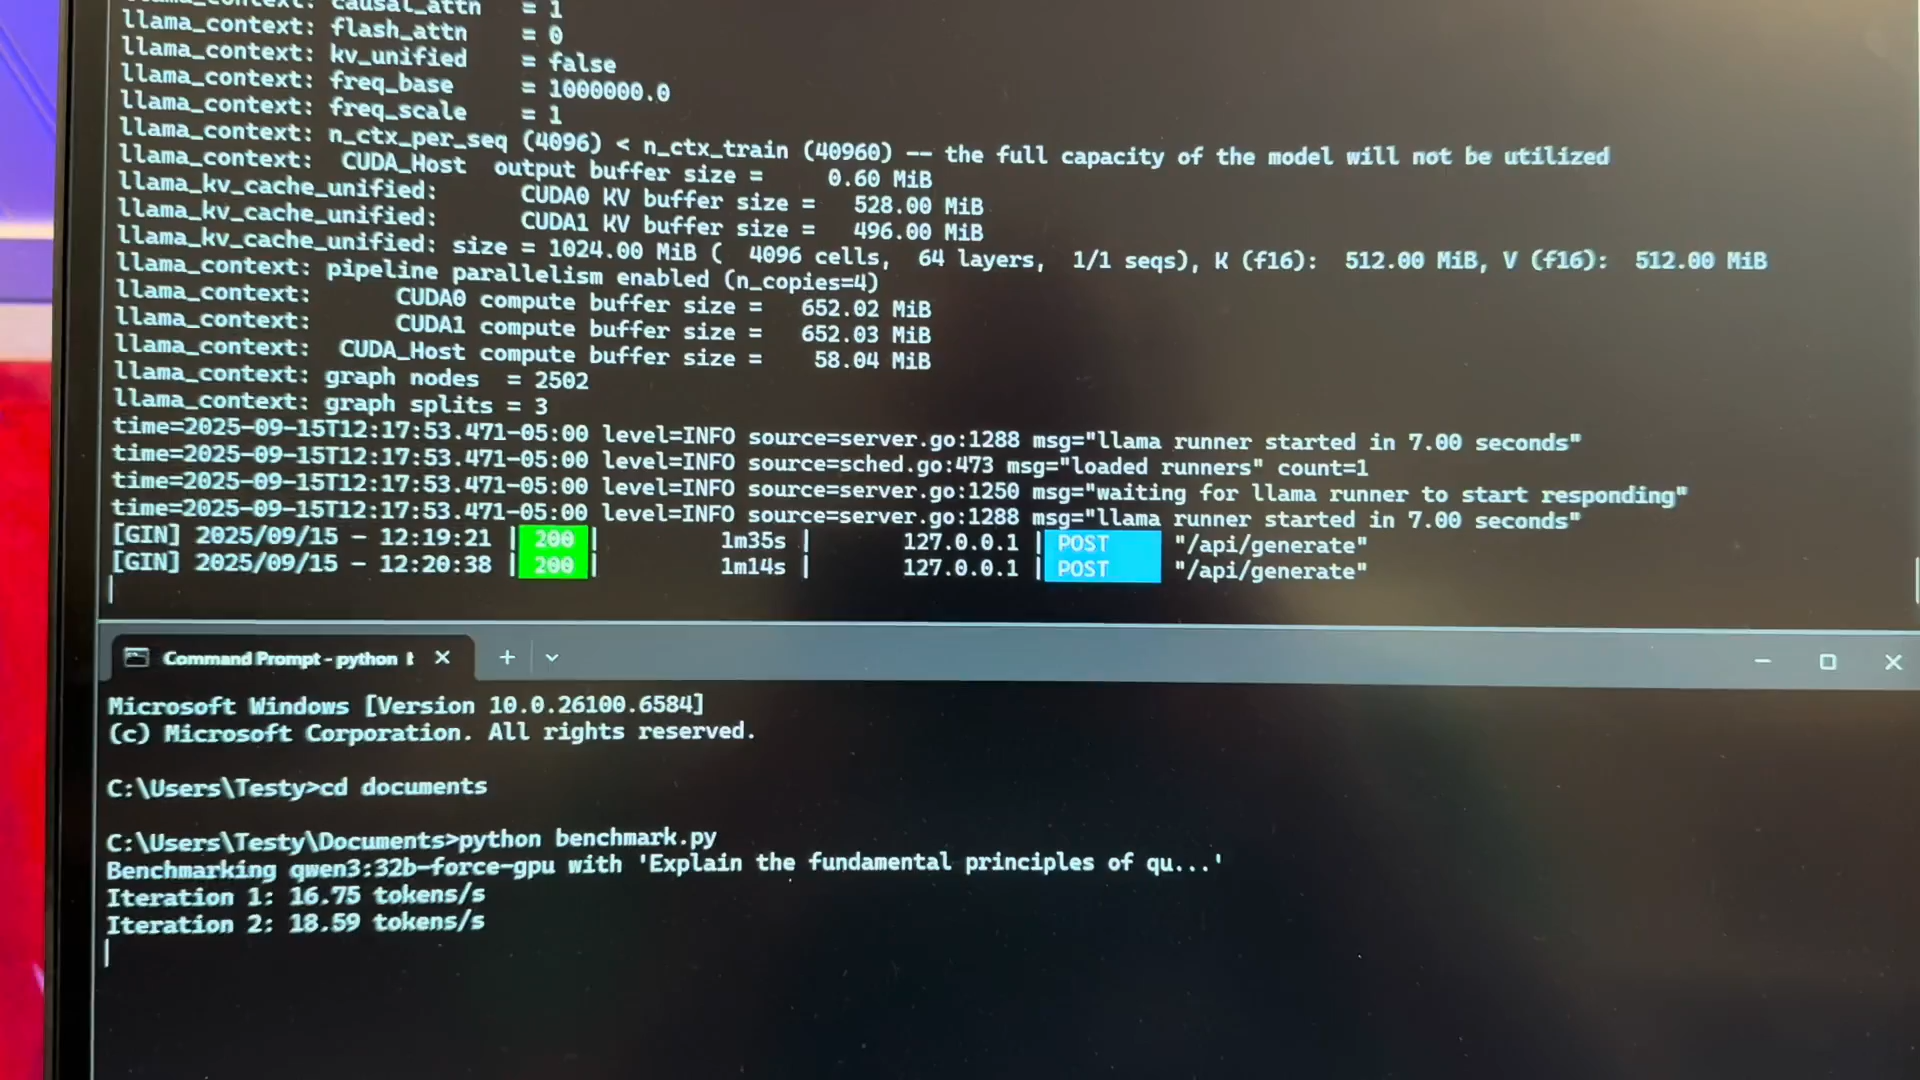 llama_context: causal_attn = 1
llama_context: flash_attn = 0
llama_context: kv_unified = false
llama_context: freq_base = 1000000.0
llama_context: freq_scale = 1
llama_context: n_ctx_per_seq (4096) < n_ctx_train (40960) -- the full capacity of the model will not be utilized
llama_context: CUDA_Host output buffer size = 0.60 MiB
llama_kv_cache_unified: CUDA0 KV buffer size = 528.00 MiB
llama_kv_cache_unified: CUDA1 KV buffer size = 496.00 MiB
llama_kv_cache_unified: size = 1024.00 MiB ( 4096 cells, 64 layers, 1/1 seqs), K (f16): 512.00 MiB, V (f16): 512.00 MiB
llama_context: pipeline parallelism enabled (n_copies=4)
llama_context: CUDA0 compute buffer size = 652.02 MiB
llama_context: CUDA1 compute buffer size = 652.03 MiB
llama_context: CUDA_Host compute buffer size = 58.04 MiB
llama_context: graph nodes = 2502
llama_context: graph splits = 3
time=2025-09-15T12:17:53.471-05:00 level=INFO source=server.go:1288 msg="llama runner started in 7.00 seconds"
time=2025-09-15T12:17:53.471-05:00 level=INFO source=sched.go:473 msg="loaded runners" count=1
time=2025-09-15T12:17:53.471-05:00 level=INFO source=server.go:1250 msg="waiting for llama runner to start responding"
time=2025-09-15T12:17:53.471-05:00 level=INFO source=server.go:1288 msg="llama runner started in 7.00 seconds"
[GIN] 2025/09/15 - 12:19:21 | 200 | 1m35s | 127.0.0.1 | POST "/api/generate"
[GIN] 2025/09/15 - 12:20:38 | 200 | 1m14s | 127.0.0.1 | POST "/api/generate"
Command Prompt - python
Microsoft Windows [Version 10.0.26100.6584]
(c) Microsoft Corporation. All rights reserved.
C:\Users\Testy>cd documents
C:\Users\Testy\Documents>python benchmark.py
Benchmarking qwen3:32b-force-gpu with 'Explain the fundamental principles of qu...'
Iteration 1: 16.75 tokens/s
Iteration 2: 18.59 tokens/s